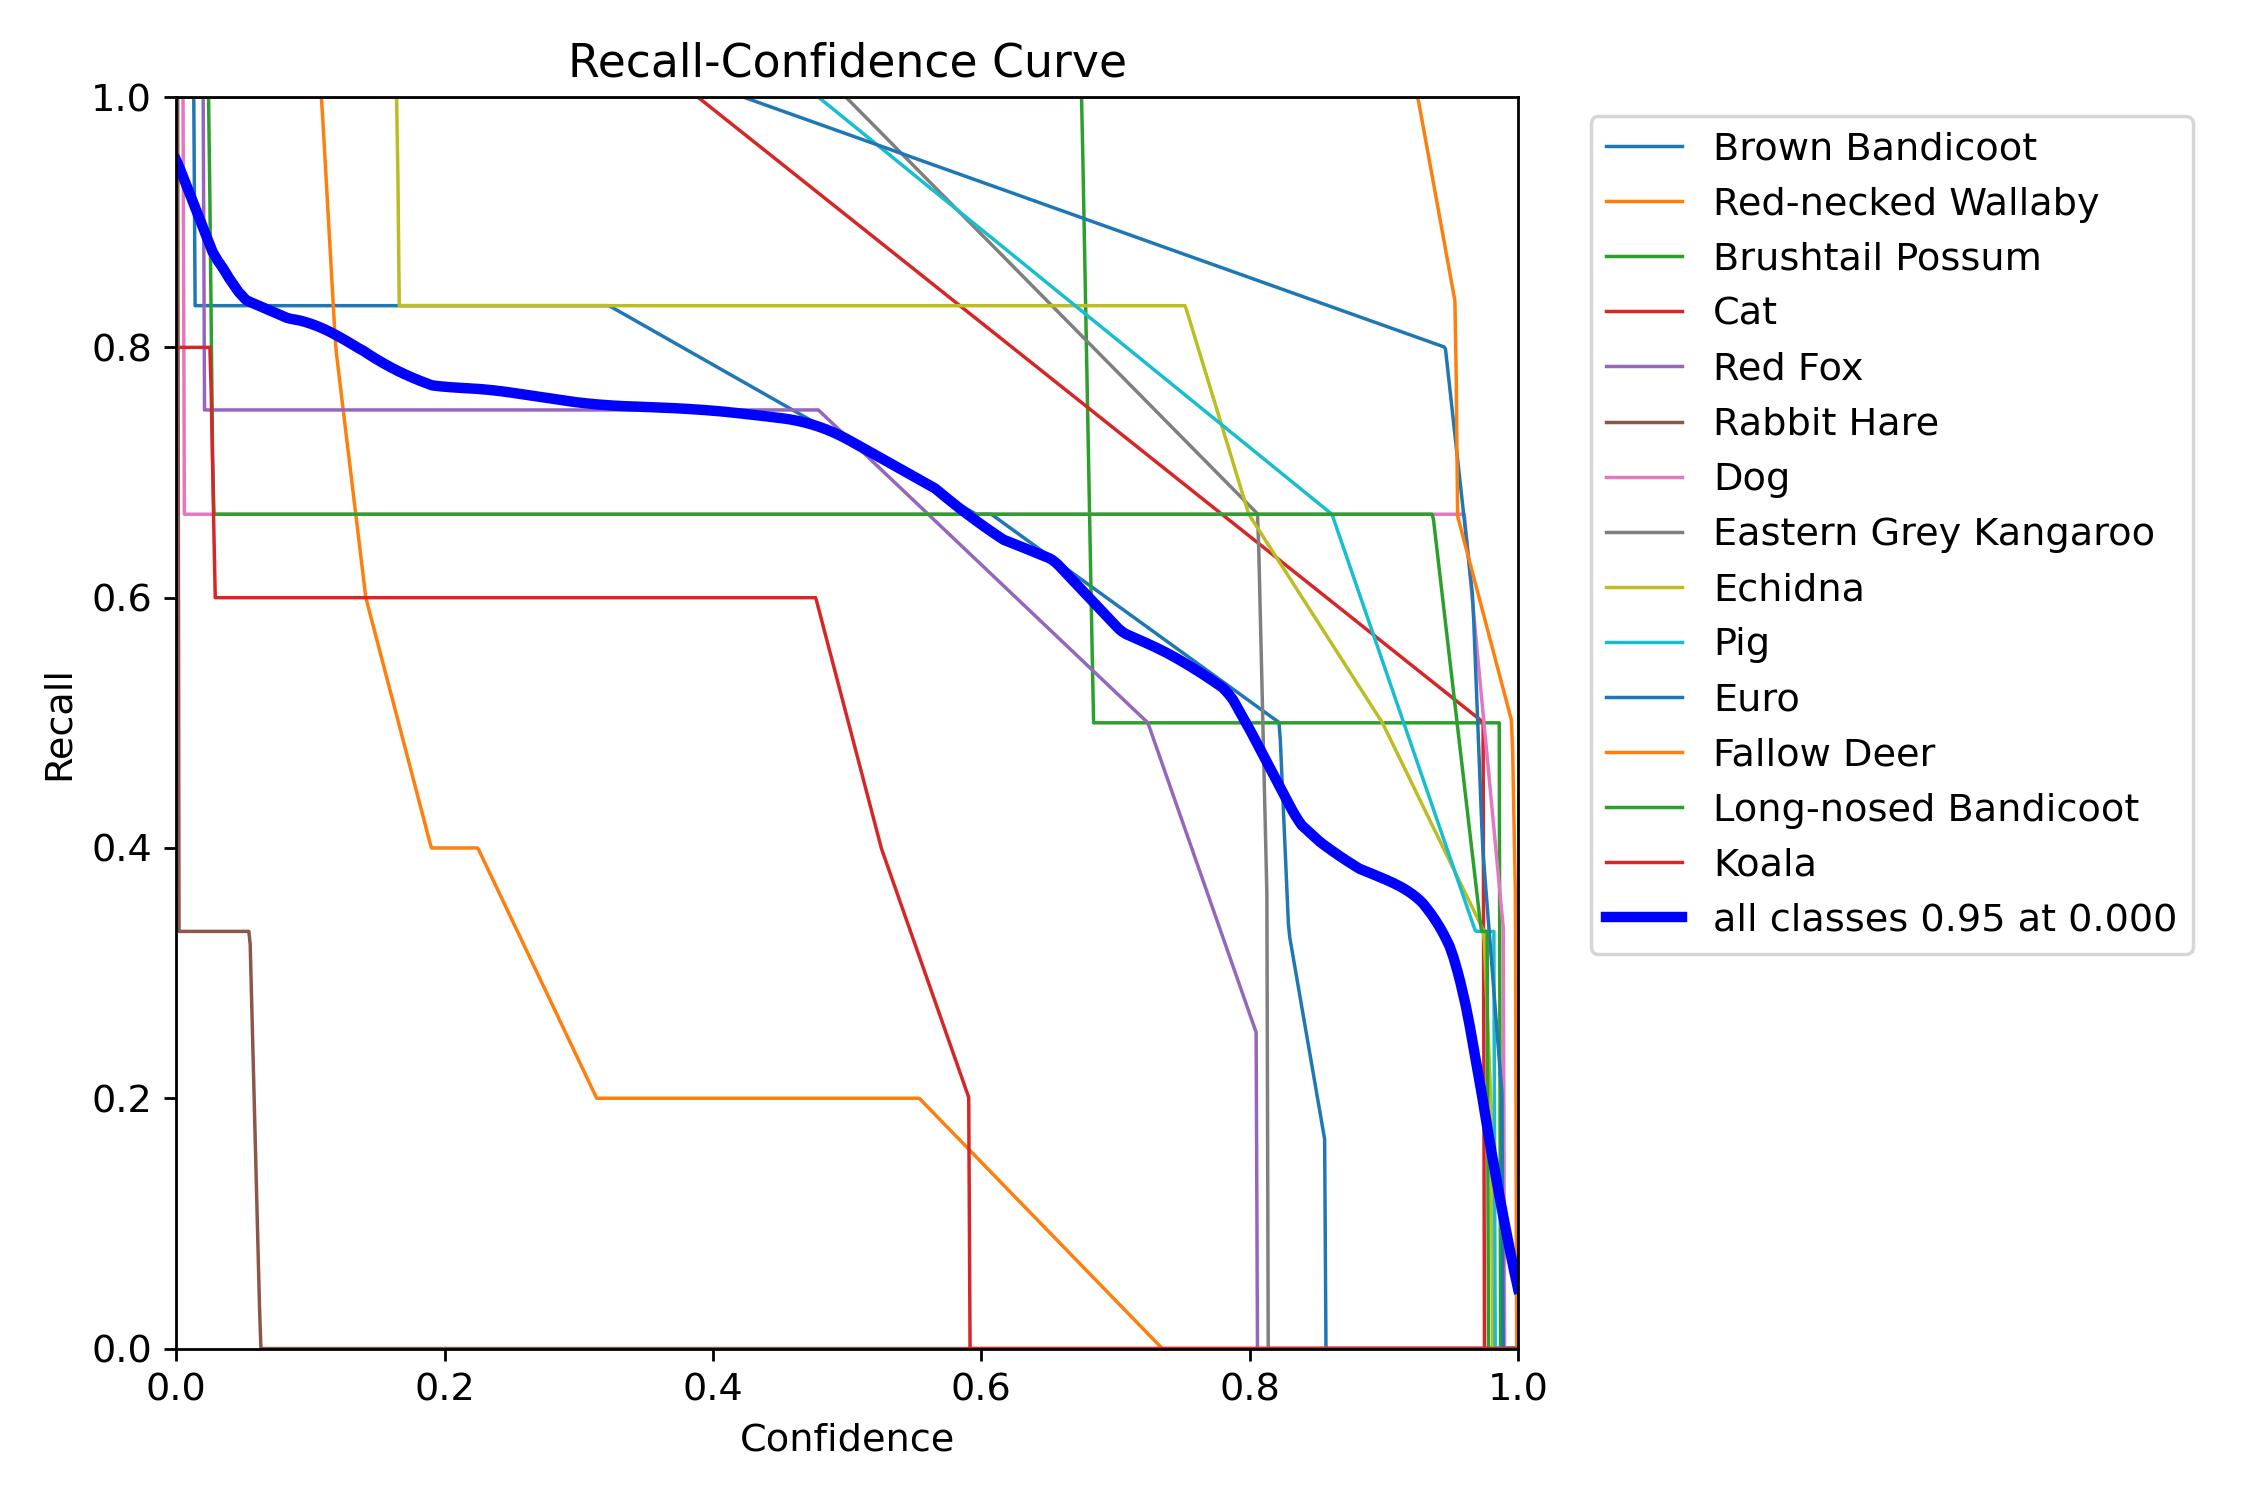 Recall-Confidence Curve
1.0
0.8
0.6
0.4
0.2
0.0
Recall
0.0 0.2 0.4 0.6 0.8 1.0
Confidence
Brown Bandicoot
Red-necked Wallaby
Brushtail Possum
Cat
Red Fox
Rabbit Hare
Dog
Eastern Grey Kangaroo
Echidna
Pig
Euro
Fallow Deer
Long-nosed Bandicoot
Koala
all classes 0.95 at 0.000